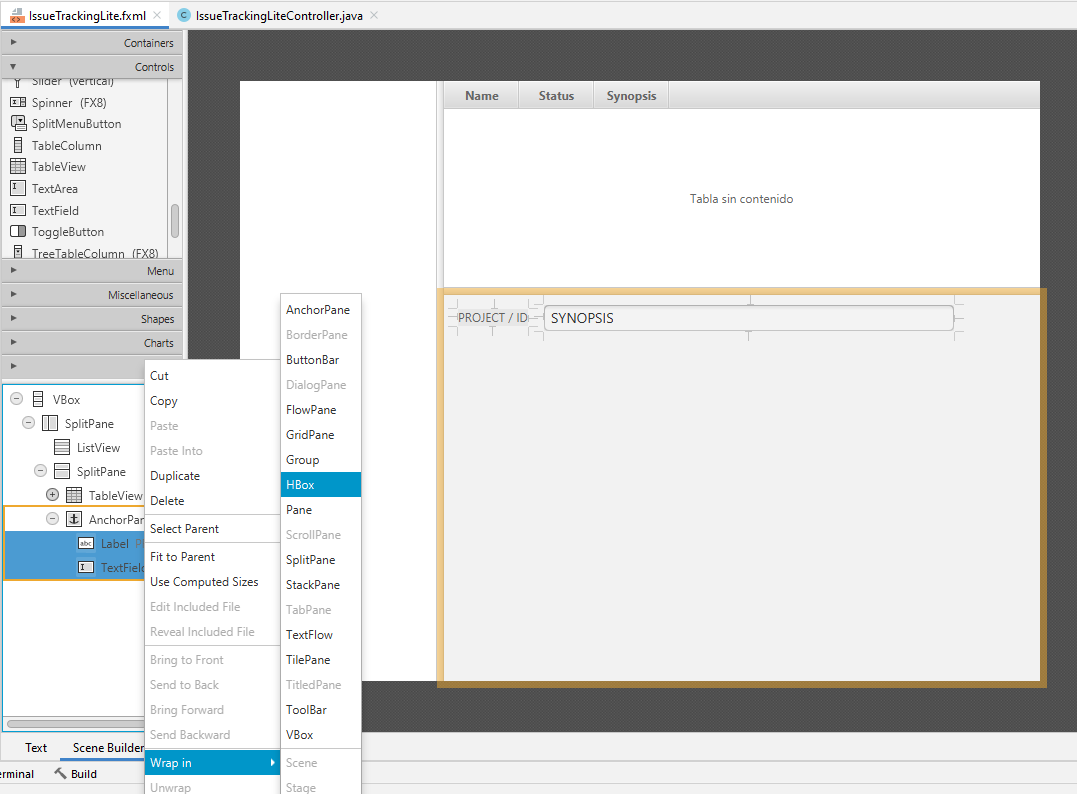 IssueTrackingLite.fxml
IssueTrackingLiteController.java
Containers
Controls
Slider (vertical)
Spinner (FX8)
SplitMenuButton
TableColumn
TableView
TextArea
TextField
ToggleButton
TreeTableColumn (FX8)
Menu
Miscellaneous
Shapes
Charts
Name Status Synopsis
Tabla sin contenido
PROJECT / ID
SYNOPSIS
VBox
SplitPane
ListView
SplitPane
TableView
AnchorPan
Label
TextField
Cut
Copy
Paste
Paste Into
Duplicate
Delete
Select Parent
Fit to Parent
Use Computed Sizes
Edit Included File
Reveal Included File
Bring to Front
Send to Back
Bring Forward
Send Backward
Wrap in
Unwrap
AnchorPane
BorderPane
ButtonBar
DialogPane
FlowPane
GridPane
Group
HBox
Pane
ScrollPane
SplitPane
StackPane
TabPane
TextFlow
TilePane
TitledPane
ToolBar
VBox
Scene
Stage
Text Scene Builder
erminal Build